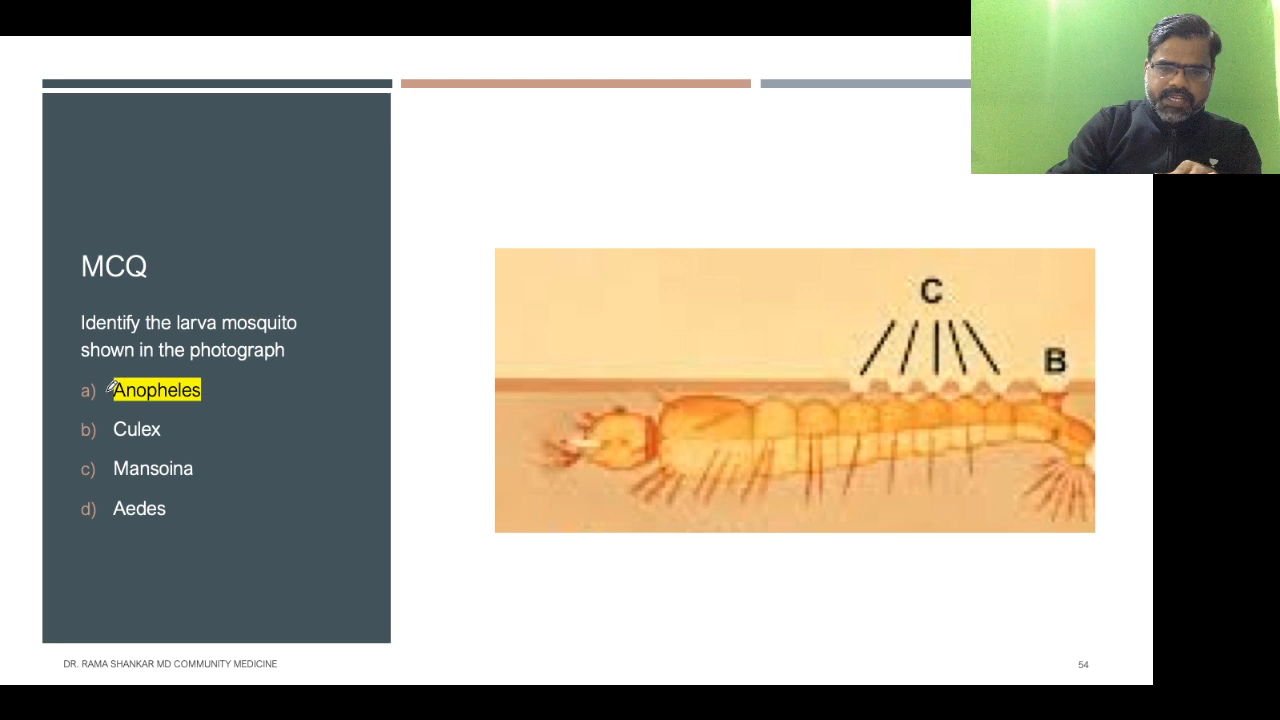 MCQ
Identify the larva mosquito
shown in the photograph
a) Anopheles
b) Culex
c) Mansoina
d) Aedes
C
B
DR. RAMA SHANKAR MD COMMUNITY MEDICINE
54